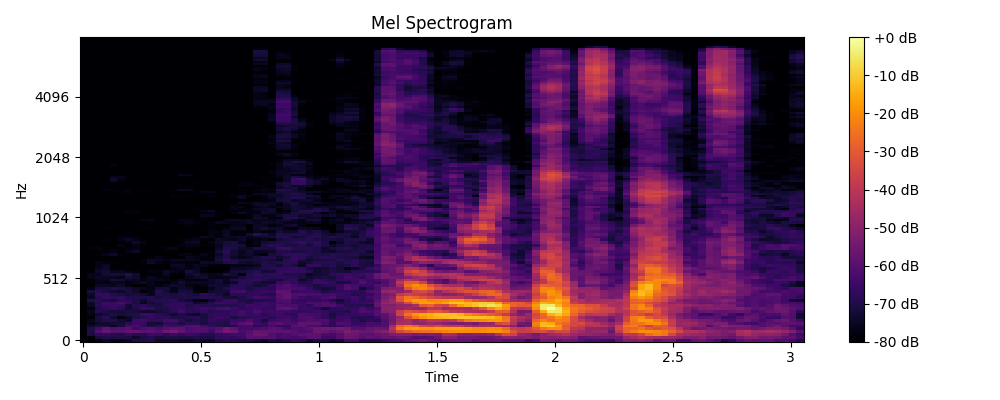 Mel Spectrogram
Hz
4096
2048
1024
512
0
0 0.5 1 1.5 2 2.5 3
Time
+0 dB
-10 dB
-20 dB
-30 dB
-40 dB
-50 dB
-60 dB
-70 dB
-80 dB